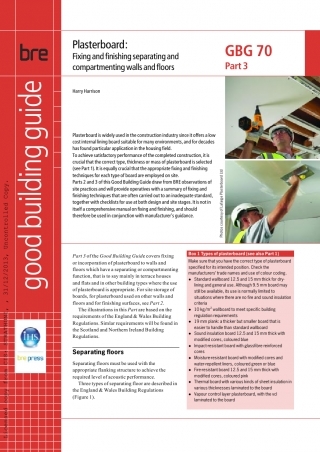 bre
Plasterboard:
Fixing and finishing separating and
compartmenting walls and floors
GBG 70
Part 3
Harry Harrison
good building guide
Plasterboard is widely used in the construction industry since it offers a low
cost internal lining board suitable for many environments, and for decades
has found particular application in the housing field.
To achieve satisfactory performance of the completed construction, it is
crucial that the correct type, thickness or mass of plasterboard is selected
(see Part 1). It is equally crucial that the appropriate fixing and finishing
techniques for each type of board are employed on site.
Parts 2 and 3 of this Good Building Guide draw from BRE observations of
site practices and will provide operatives with a summary of fixing and
finishing techniques that are often carried out to an inadequate standard,
together with checklists for use at both design and site stages. It is not in
itself a comprehensive manual on fixing and finishing, and should
therefore be used in conjunction with manufacturer's guidance.
Part 3 of the Good Building Guide covers fixing
or incorporation of plasterboard to walls and
floors which have a separating or compartmenting
function, that is to say mainly in terrace houses
and flats and in other building types where the use
of plasterboard is appropriate. For site storage of
boards, for plasterboard used on other walls and
floors and for finishing surfaces, see Part 2.
The illustrations in this Part are based on the
requirements of the England & Wales Building
Regulations. Similar requirements will be found in
the Scotland and Northern Ireland Building
Regulations.
Separating floors
Separating floors must be used with the
appropriate flanking structure to achieve the
required level of acoustic performance.
Three types of separating floor are described in
the England & Wales Building Regulations
(Figure 1).
Box 1 Types of plasterboard (see also Part 1)
Make sure that you have the correct type of plasterboard
specified for its intended position. Check the
manufacturers' trade names and use of colour coding.
● Standard wallboard 12.5 and 15 mm thick for dry-
lining and general use. Although 9.5 mm board may
still be available, its use is normally limited to
situations where there are no fire and sound insulation
criteria
● 10 kg/m² wallboard to meet specific building
regulation requirements
● 19 mm plank: a thicker but smaller board that is
easier to handle than standard wallboard
● Sound insulation board 12.5 and 15 mm thick with
modified cores, coloured blue
● Impact resistant board with glassfibre reinforced
cores
● Moisture resistant board with modified cores and
water repellent liners, coloured green or blue
● Fire resistant board 12.5 and 15 mm thick with
modified cores, coloured pink
● Thermal board with various kinds of sheet insulation in
various thicknesses laminated to the board
● Vapour control layer plasterboard, with the vcl
laminated to the board
IHS
bre press